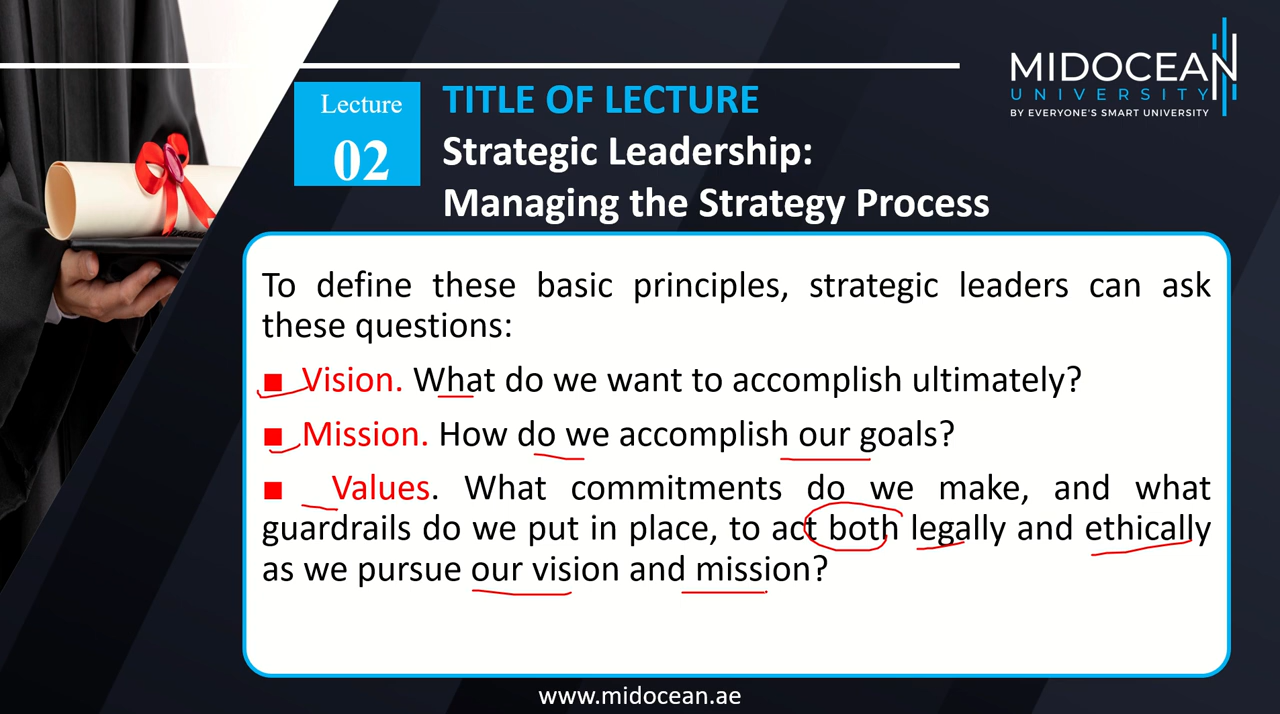 MIDOCEAN
UNIVERSITY
BY EVERYONE'S SMART UNIVERSITY
Lecture
02
TITLE OF LECTURE
Strategic Leadership:
Managing the Strategy Process
To define these basic principles, strategic leaders can ask
these questions:
■ Vision. What do we want to accomplish ultimately?
■ Mission. How do we accomplish our goals?
■ Values. What commitments do we make, and what
guardrails do we put in place, to act both legally and ethically
as we pursue our vision and mission?
www.midocean.ae